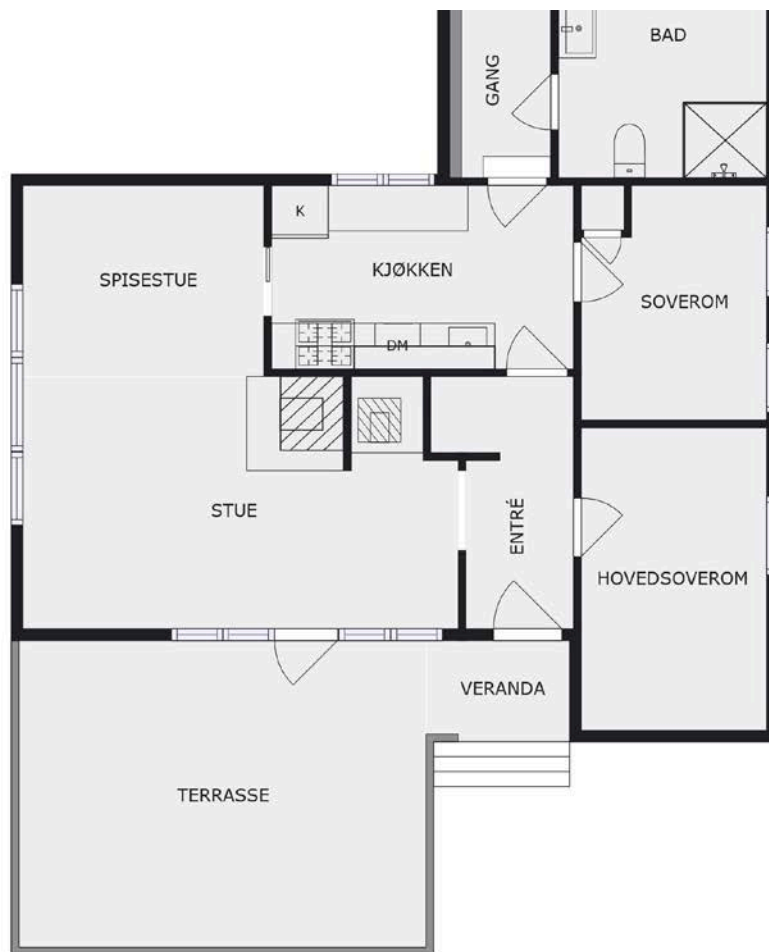 BAD
GANG
K
SPISESTUE
KJØKKEN
SOVEROM
DM
STUE
ENTRÉ
HOVEDSOVEROM
VERANDA
TERRASSE